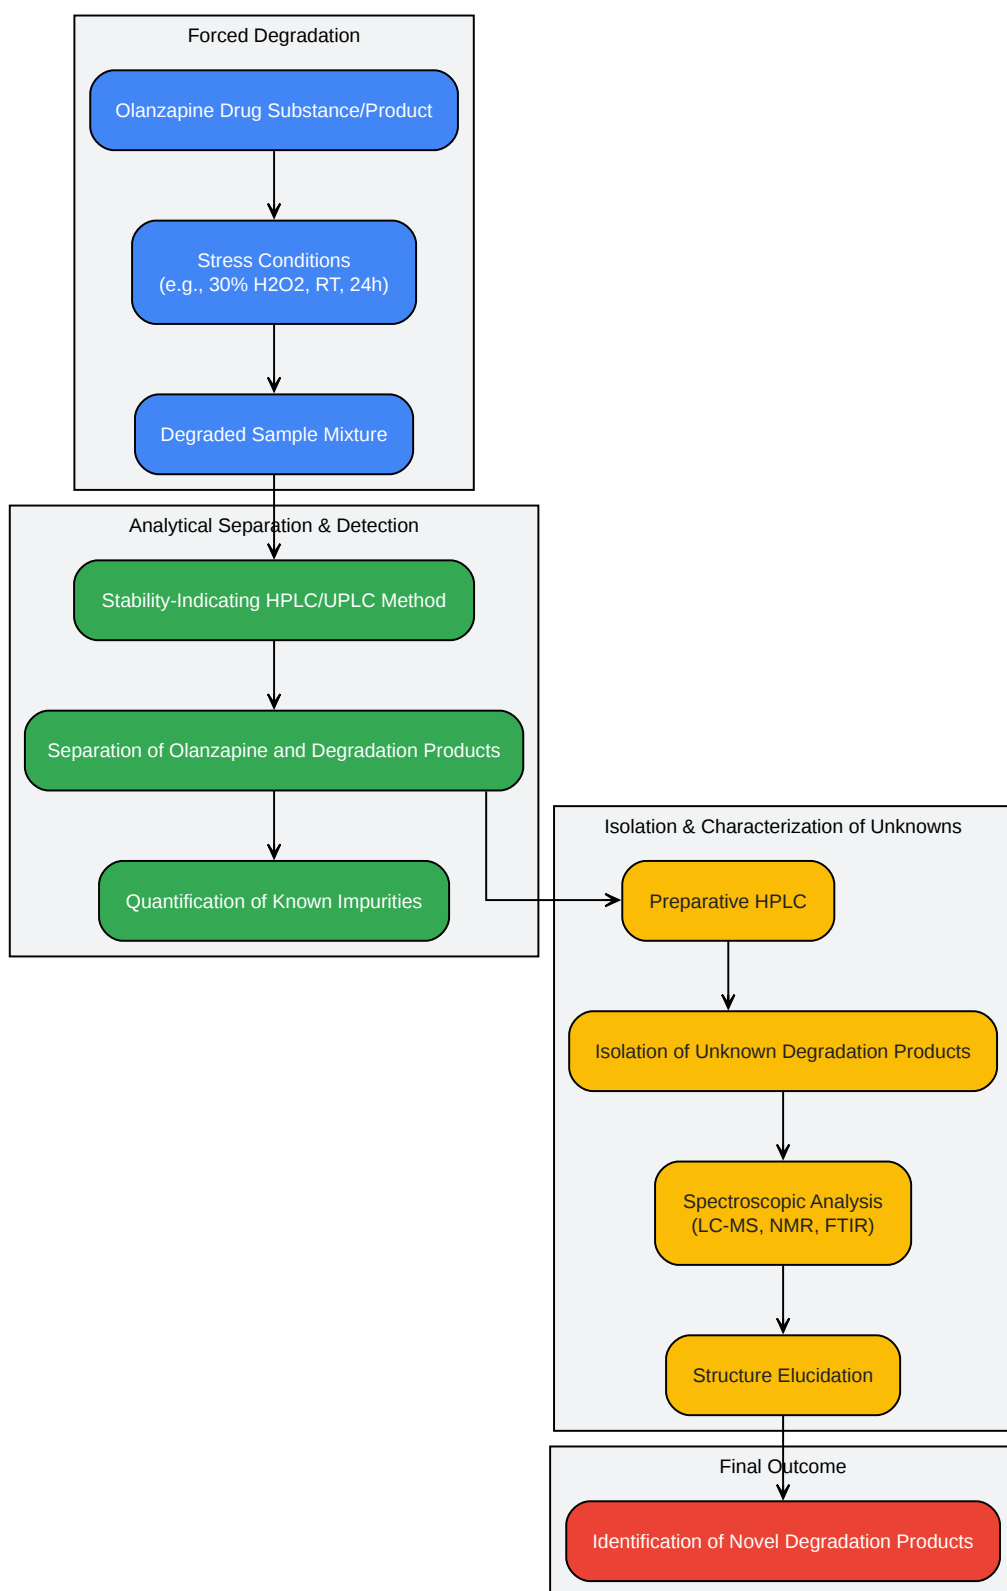 Forced Degradation
Olanzapine Drug Substance/Product
Stress Conditions
(e.g., 30% H2O2, RT, 24h)
Degraded Sample Mixture
Analytical Separation & Detection
Stability-Indicating HPLC/UPLC Method
Separation of Olanzapine and Degradation Products
Quantification of Known Impurities
Isolation & Characterization of Unknowns
Preparative HPLC
Isolation of Unknown Degradation Products
Spectroscopic Analysis
(LC-MS, NMR, FTIR)
Structure Elucidation
Final Outcome
Identification of Novel Degradation Products